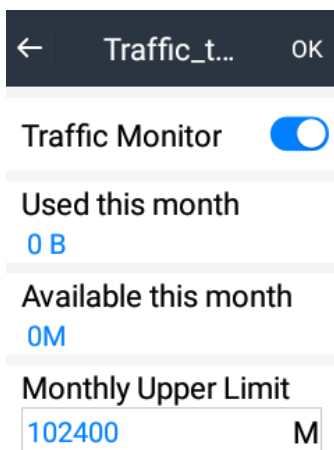 ← Traffic_t... OK
Traffic Monitor
Used this month
0 B
Available this month
0M
Monthly Upper Limit
102400 M